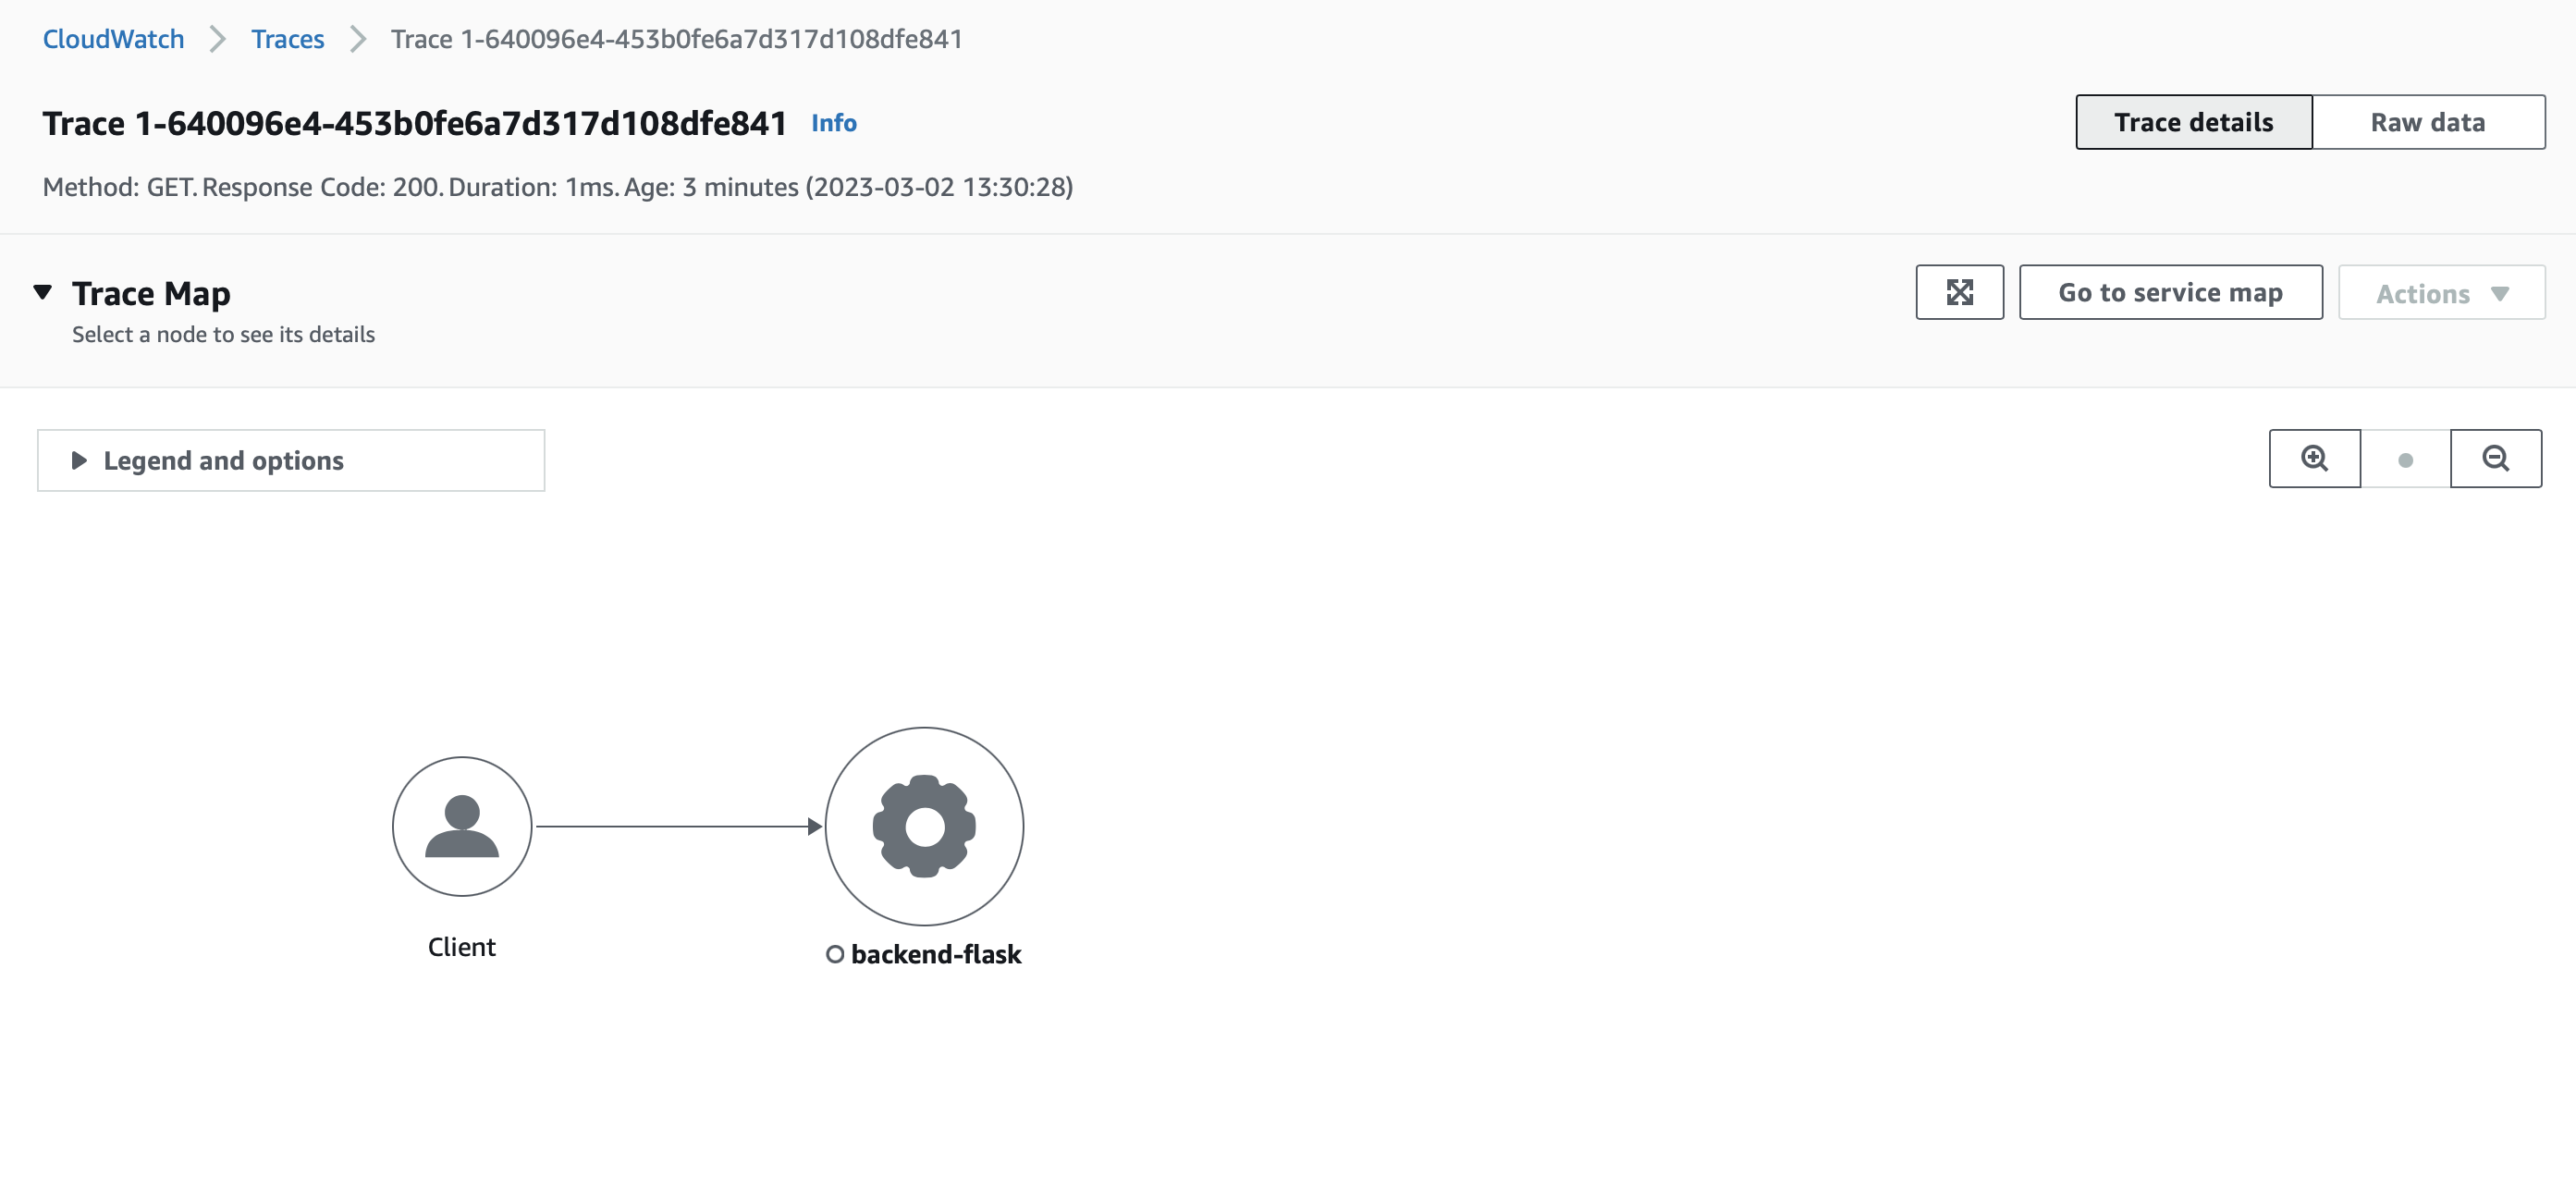 CloudWatch > Traces > Trace 1-640096e4-453b0fe6a7d317d108dfe841
Trace 1-640096e4-453b0fe6a7d317d108dfe841 Info
Trace details Raw data
Method: GET. Response Code: 200. Duration: 1ms. Age: 3 minutes (2023-03-02 13:30:28)
Trace Map
Go to service map Actions
Select a node to see its details
Legend and options
Client
backend-flask